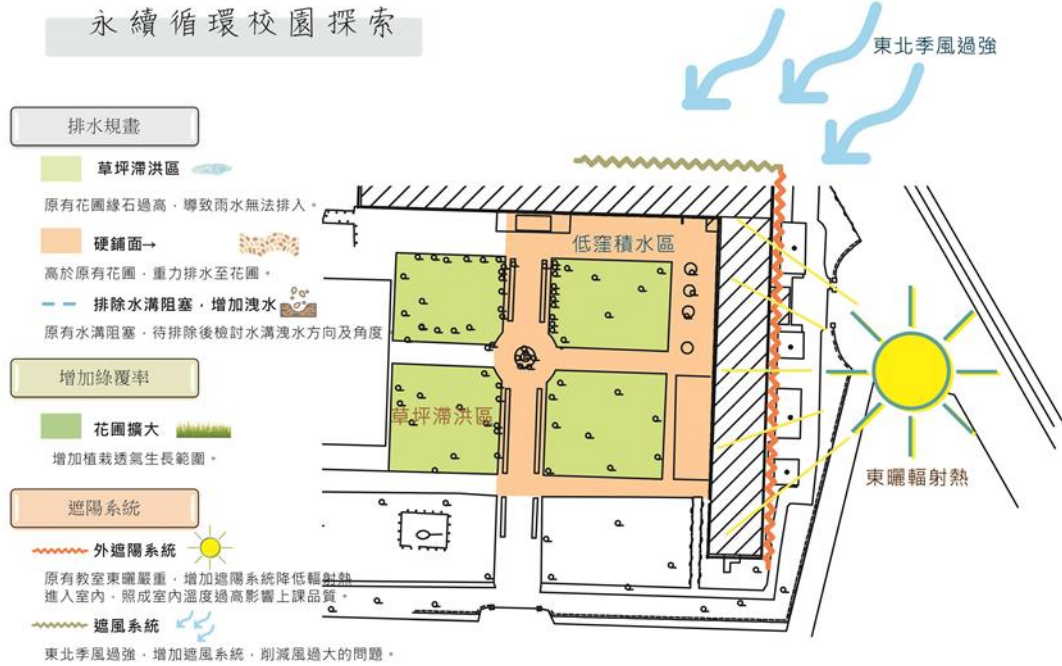 永續循環校園探索
東北季風過強
排水規畫
草坪滯洪區
原有花圃緣石過高，導致雨水無法排入。
硬鋪面→
高於原有花圃，重力排水至花圃。
排除水溝阻塞，增加洩水
原有水溝阻塞，待排除後檢討水溝洩水方向及角度
低窪積水區
增加綠覆率
花圃擴大
增加植栽透氣生長範圍。
草坪滯洪區
東曬輻射熱
遮陽系統
外遮陽系統
原有教室東曬嚴重，增加遮陽系統降低輻射熱
進入室內，照成室內溫度過高影響上課品質。
遮風系統
東北季風過強，增加遮風系統，削減風過大的問題。